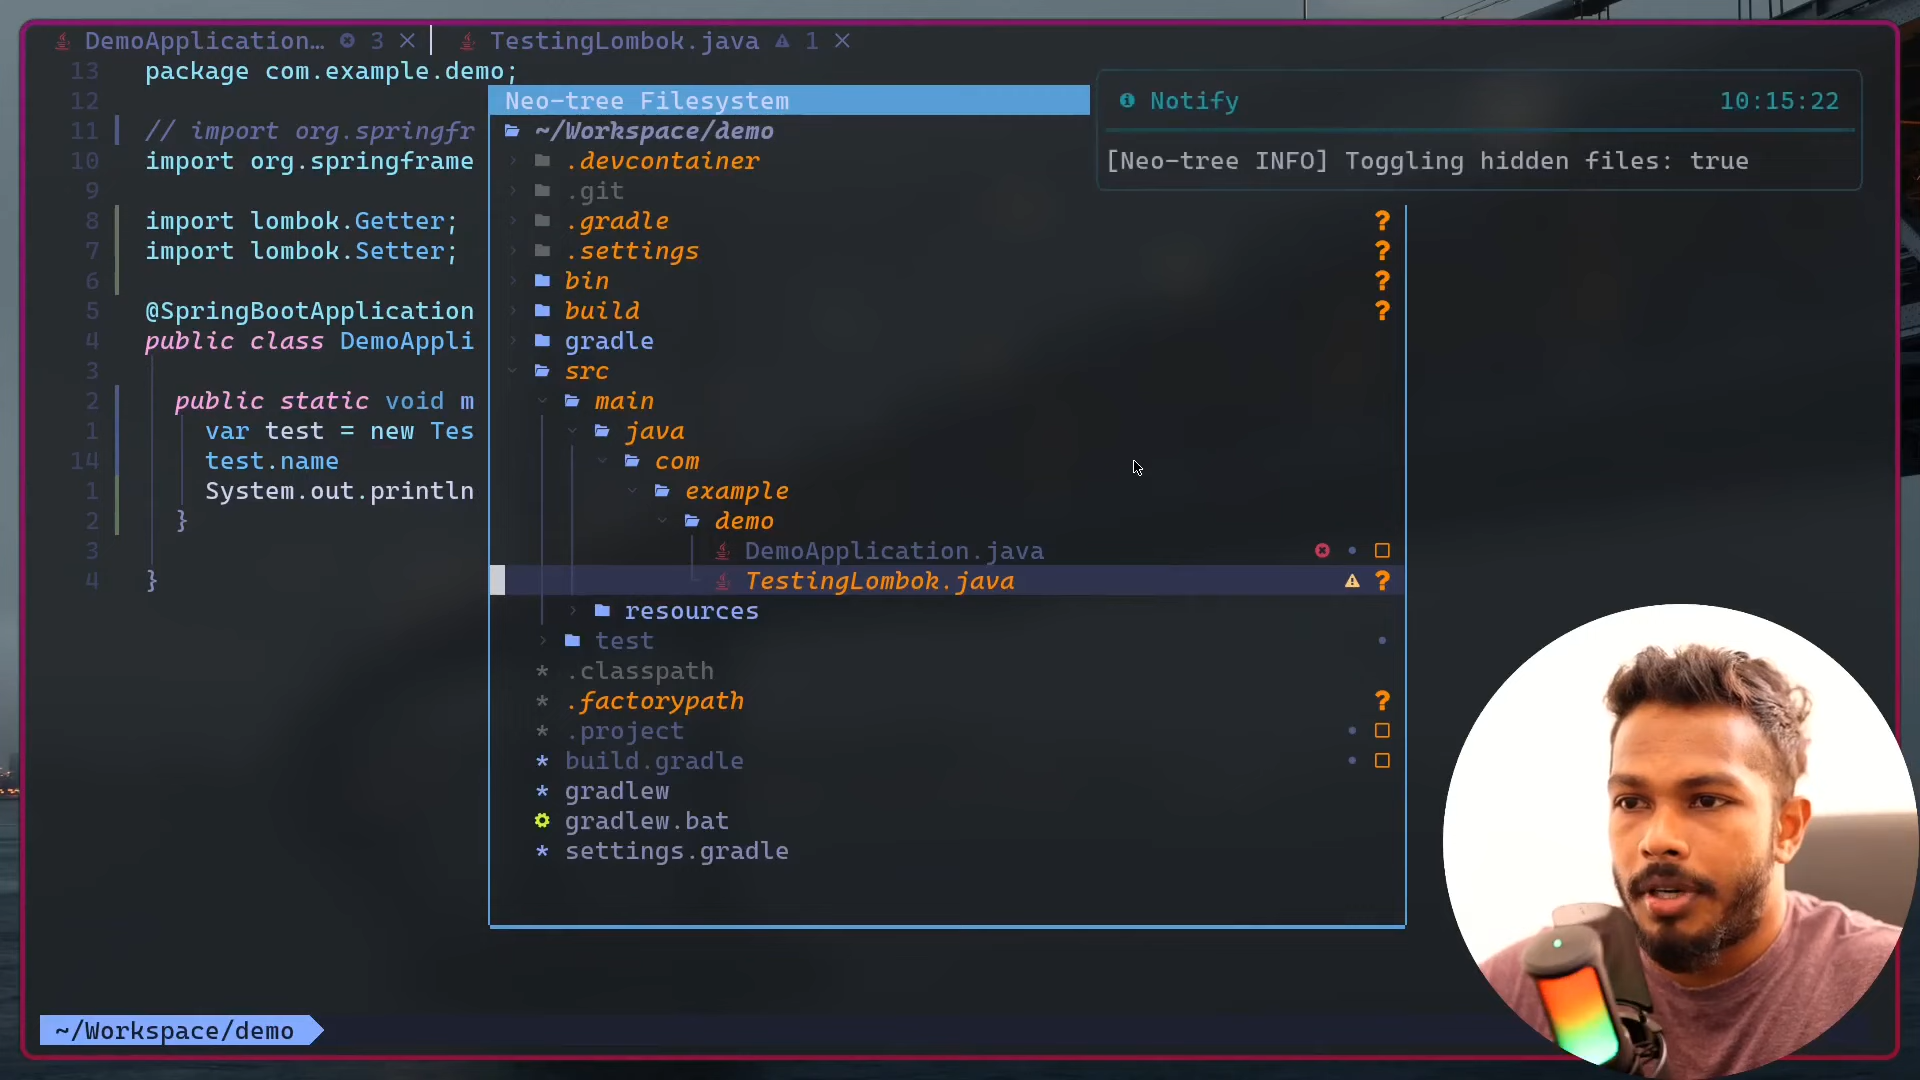 DemoApplication… 3 × TestingLombok.java 1 ×
13 package com.example.demo;
12
11 // import org.springfr
10 import org.springframe
9
8 import lombok.Getter;
7 import lombok.Setter;
6
5 @SpringBootApplication
4 public class DemoAppli
3
2 public static void m
1 var test = new Tes
14 test.name
1 System.out.println
2 }
3
4 }
Neo-tree Filesystem
~/Workspace/demo
.devcontainer
.git
.gradle ?
.settings ?
bin ?
build ?
gradle
src
main
java
com
example
demo
DemoApplication.java
TestingLombok.java ?
resources
test
* .classpath
* .factorypath ?
* .project
* build.gradle
* gradlew
gradlew.bat
* settings.gradle
Notify 10:15:22
[Neo-tree INFO] Toggling hidden files: true
~/Workspace/demo